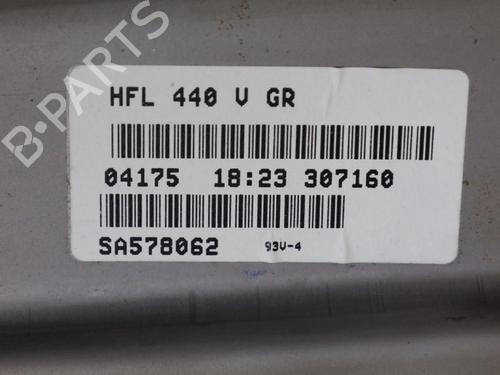 B-PARTS
HFL 440 V GR
04175 18:23 307160
SA578062 93V-4